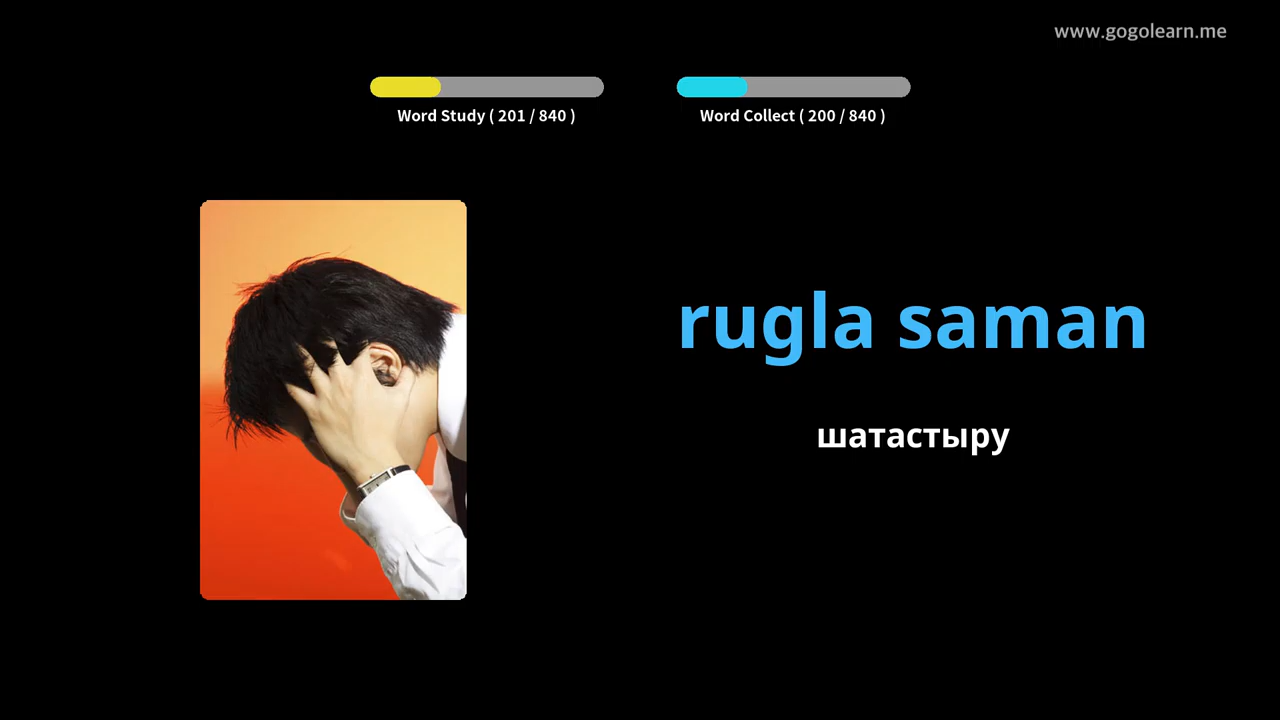 www.gogolearn.me
Word Study ( 201 / 840 )
Word Collect ( 200 / 840 )
rugla saman
шатастыру